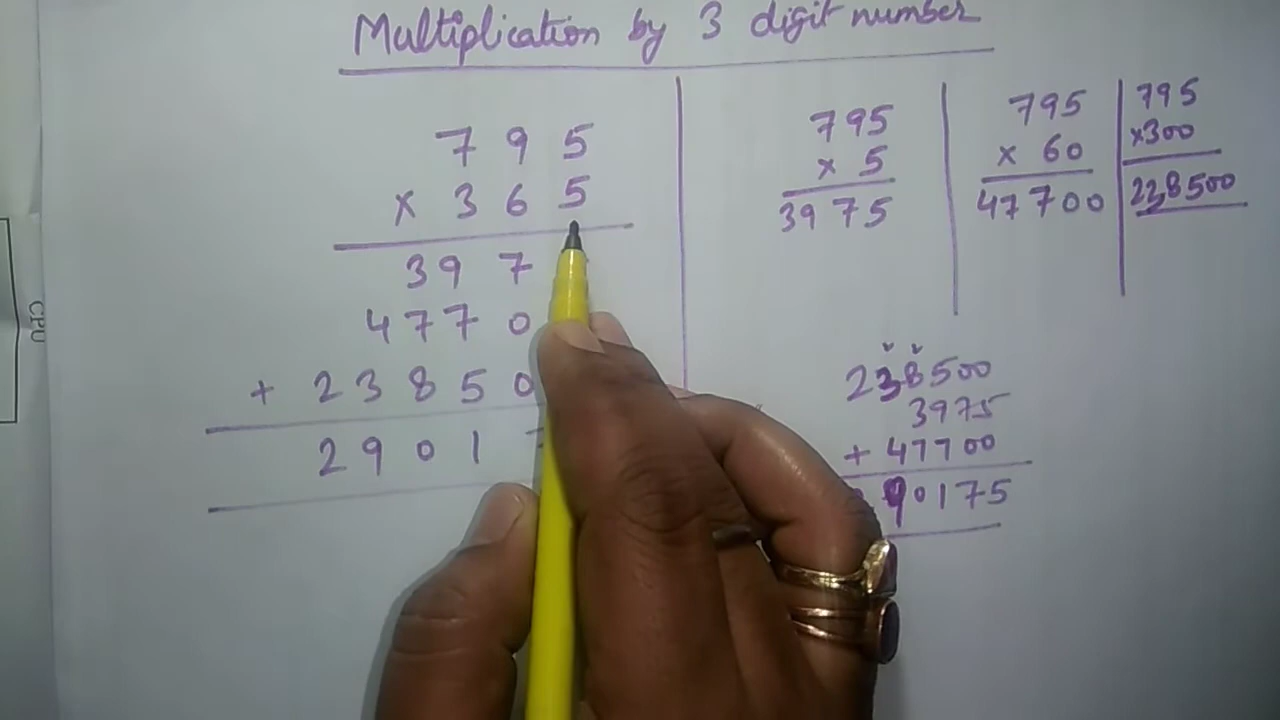 Multiplication by 3 digit number
7 9 5
x 3 6 5
3 9 7
4 7 7 0
+ 2 3 8 5 0
2 9 0 1
795
x 5
3975
795
x 60
47700
795
x300
238500
238500
3975
+ 47700
90175
CPU